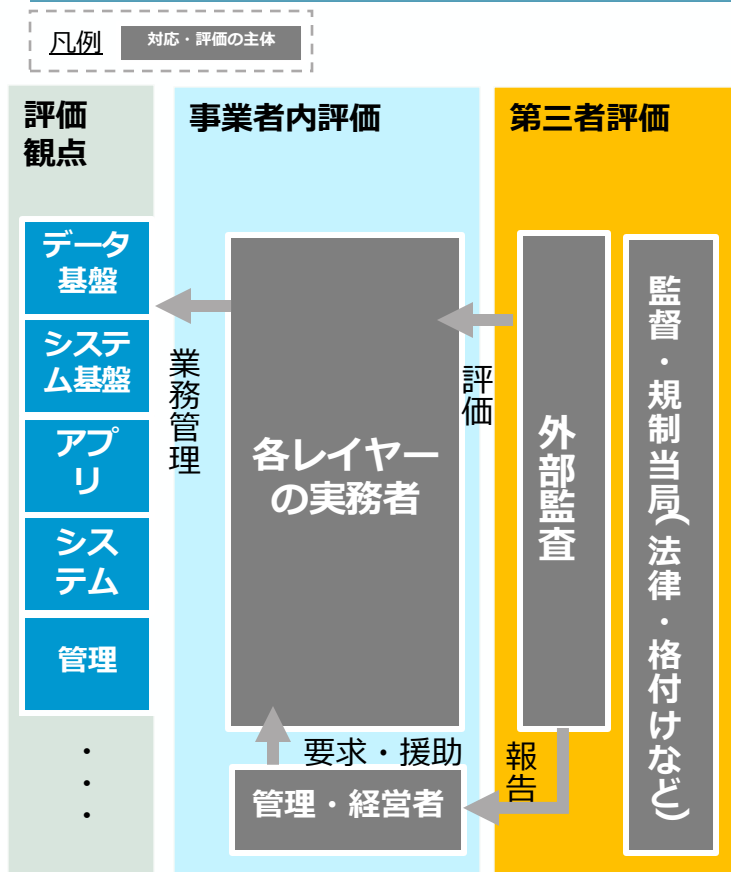 凡例
対応・評価の主体
評価
観点
事業者内評価
第三者評価
データ
基盤
システ
ム基盤
アプ
リ
シス
テム
管理
・
・
・
業務管理
各レイヤー
の実務者
要求・援助
管理・経営者
評価
外部監査
報告
監督・規制当局(法律・格付けなど)